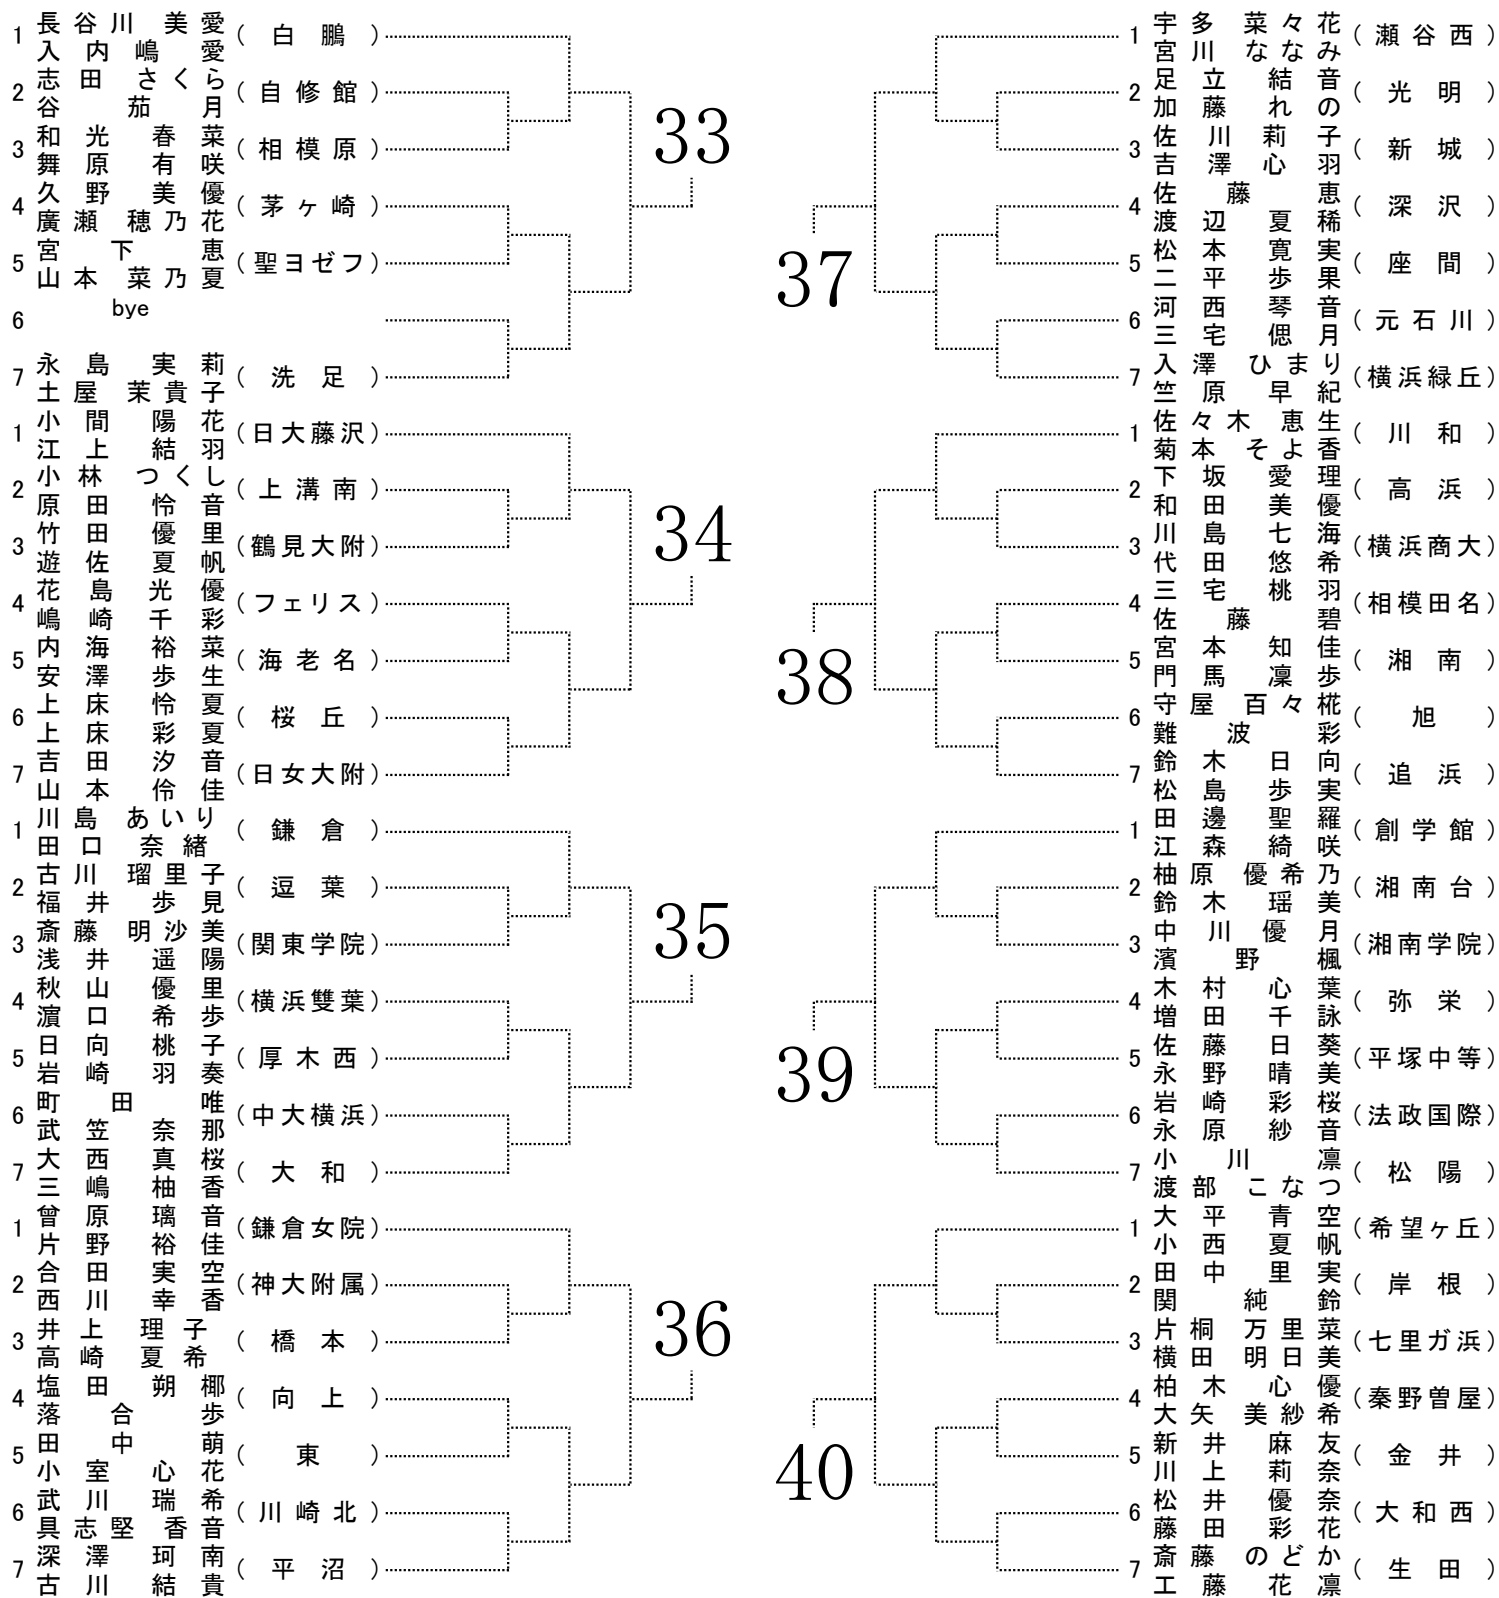 33
1 長谷川 美愛 (白鵬)
入内嶋 愛
2 志田 さくら (自修館)
谷 茄月
3 和光 春菜 (相模原)
舞原 有咲
4 久野 美優 (茅ヶ崎)
廣瀬 穂乃花
5 宮下 恵 (聖ヨゼフ)
山本 菜乃夏
6 bye
7 永島 実莉 (洗足)
土屋 茉貴子
34
1 小間 陽花 (日大藤沢)
江上 結羽
2 小林 つくし (上溝南)
原田 怜音
3 竹田 優里 (鶴見大附)
遊佐 夏帆
4 花島 光優 (フェリス)
嶋崎 千彩
5 内海 裕菜 (海老名)
安澤 歩生
6 上床 怜夏 (桜丘)
上床 彩夏
7 吉田 汐音 (日女大附)
山本 伶佳
35
1 川島 あいり (鎌倉)
田口 奈緒
2 古川 瑠里子 (逗葉)
福井 歩見
3 斎藤 明沙美 (関東学院)
浅井 遥陽
4 秋山 優里 (横浜雙葉)
濵口 希歩
5 日向 桃子 (厚木西)
岩崎 羽奏
6 町田 唯 (中大横浜)
武笠 奈那
7 大西 真桜 (大和)
三嶋 柚香
36
1 曾原 璃音 (鎌倉女院)
片野 裕佳
2 合田 実空 (神大附属)
西川 幸香
3 井上 理子 (橋本)
高崎 夏希
4 塩田 朔椰 (向上)
落合 歩
5 田中 萌 (東)
小室 心花
6 武川 瑞希 (川崎北)
具志堅 香音
7 深澤 珂南 (平沼)
古川 結貴
37
1 宇多 菜々花 (瀬谷西)
宮川 ななみ
2 足立 結音 (光明)
加藤 れの
3 佐川 莉子 (新城)
吉澤 心羽
4 佐藤 恵 (深沢)
渡辺 夏稀
5 松本 寛実 (座間)
二平 歩果
6 河西 琴音 (元石川)
三宅 偲月
7 入澤 ひまり (横浜緑丘)
竺原 早紀
38
1 佐々木 恵生 (川和)
菊本 そよ香
2 下坂 愛理 (高浜)
和田 美優
3 川島 七海 (横浜商大)
代田 悠希
4 三宅 桃羽 (相模田名)
佐藤 碧
5 宮本 知佳 (湘南)
門馬 凜歩
6 守屋 百々椛 (旭)
難波 彩
7 鈴木 日向 (追浜)
松島 歩実
39
1 田邊 聖羅 (創学館)
江森 綺咲
2 柚原 優希乃 (湘南台)
鈴木 瑶美
3 中川 優月 (湘南学院)
濱野 楓
4 木村 心葉 (弥栄)
増田 千詠
5 佐藤 日葵 (平塚中等)
永野 晴美
6 岩崎 彩桜 (法政国際)
永原 紗音
7 小川 凛 (松陽)
渡部 こなつ
40
1 大平 青空 (希望ヶ丘)
小西 夏帆
2 田中 里実 (岸根)
関 純鈴
3 片桐 万里菜 (七里ガ浜)
横田 明日美
4 柏木 心優 (秦野曽屋)
大矢 美紗希
5 新井 麻友 (金井)
川上 莉奈
6 松井 優奈 (大和西)
藤田 彩花
7 斎藤 のどか (生田)
工藤 花凛